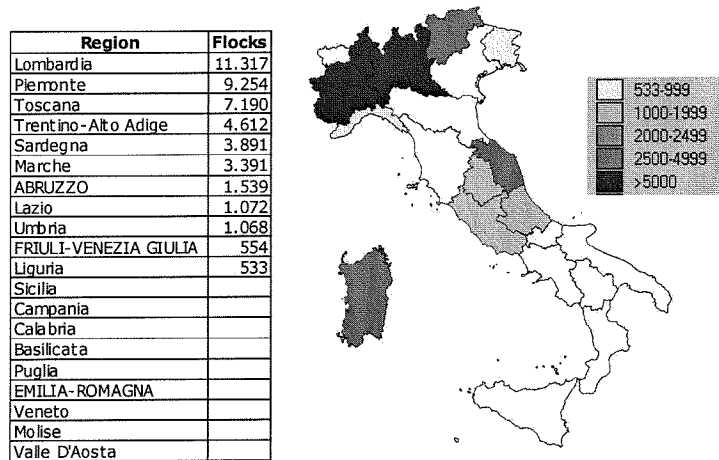 Region Flocks
Lombardia 11.317
Piemonte 9.254
Toscana 7.190
Trentino-Alto Adige 4.612
Sardegna 3.891
Marche 3.391
ABRUZZO 1.539
Lazio 1.072
Umbria 1.068
FRIULI-VENEZIA GIULIA 554
Liguria 533
Sicilia
Campania
Calabria
Basilicata
Puglia
EMILIA-ROMAGNA
Veneto
Molise
Valle D'Aosta
533-999
1000-1999
2000-2499
2500-4999
>5000